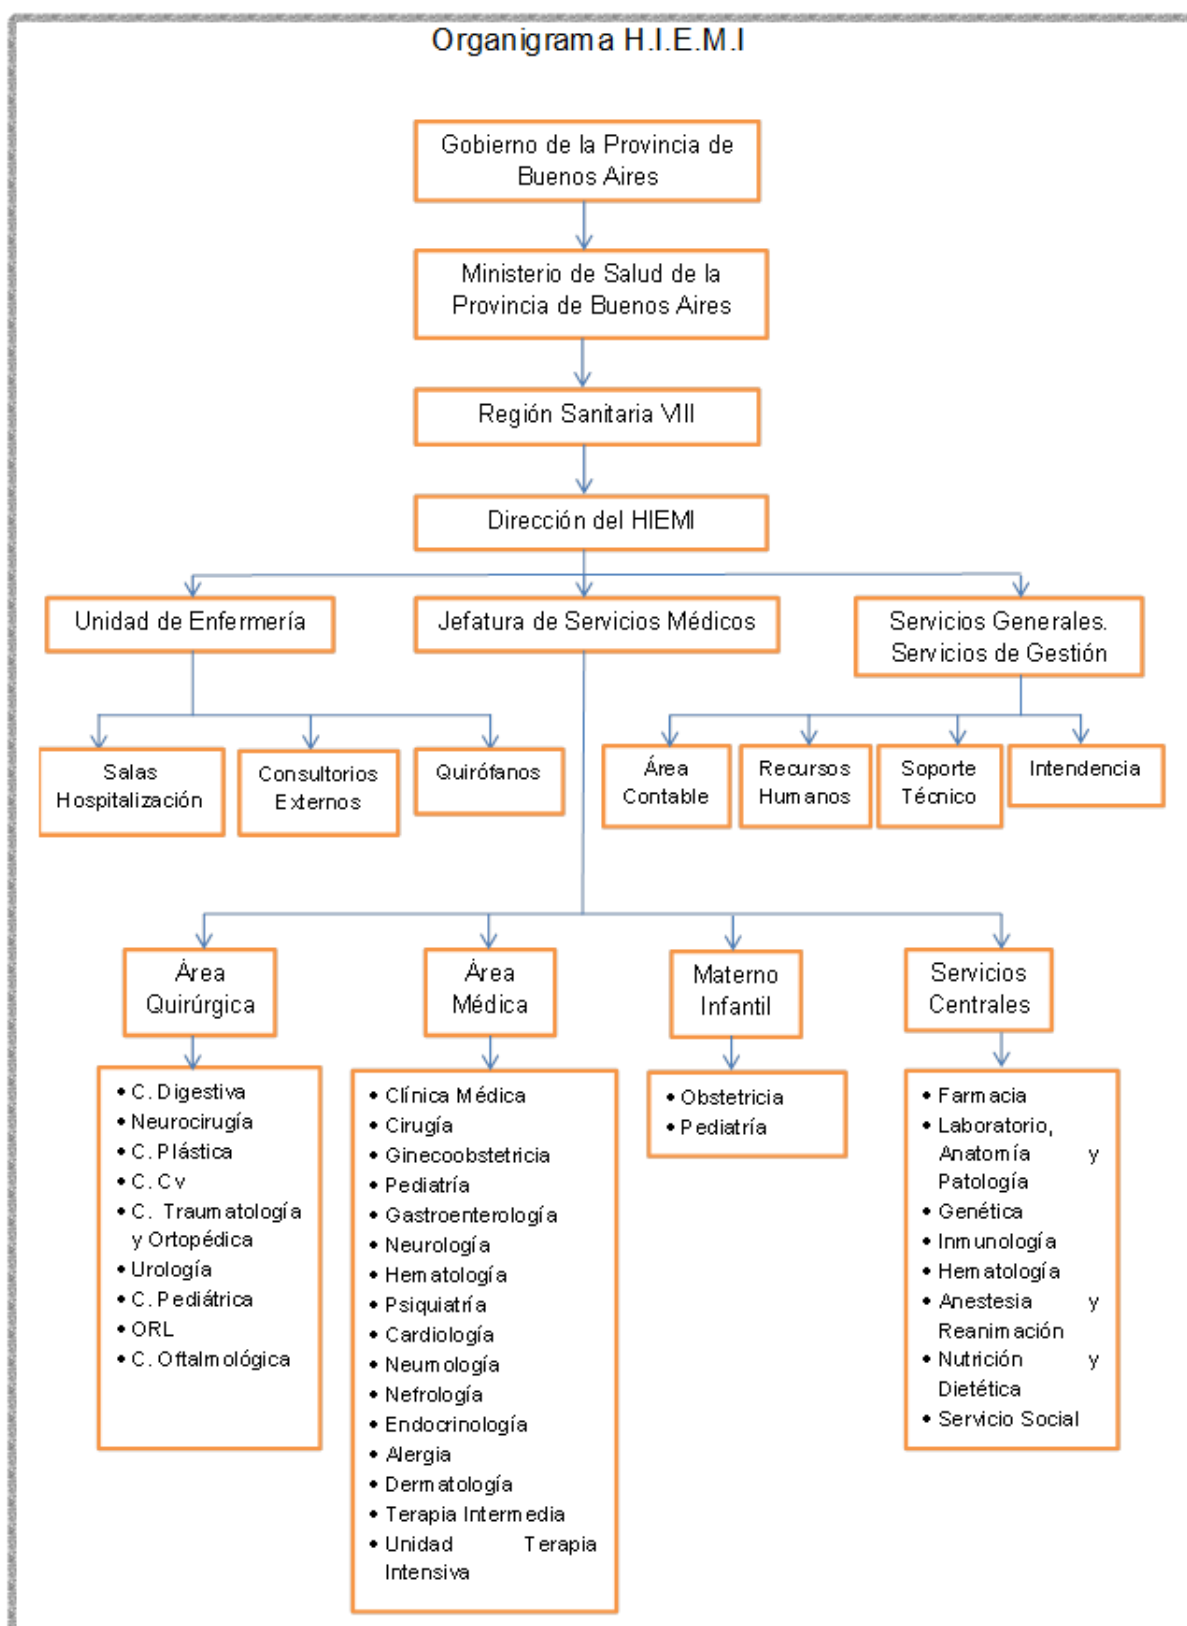 Organigrama H.I.E.M.I
Gobierno de la Provincia de
Buenos Aires
Ministerio de Salud de la
Provincia de Buenos Aires
Región Sanitaria VIII
Dirección del HIEMI
Unidad de Enfermería
Jefatura de Servicios Médicos
Servicios Generales.
Servicios de Gestión
Salas
Hospitalización
Consultorios
Externos
Quirófanos
Área
Contable
Recursos
Humanos
Soporte
Técnico
Intendencia
Área
Quirúrgica
• C. Digestiva
• Neurocirugía
• C. Plástica
• C. Cv
• C. Traumatología
y Ortopédica
• Urología
• C. Pediátrica
• ORL
• C. Oftalmológica
Área
Médica
• Clínica Médica
• Cirugía
• Ginecoobstetricia
• Pediatría
• Gastroenterología
• Neurología
• Hematología
• Psiquiatría
• Cardiología
• Neumología
• Nefrología
• Endocrinología
• Alergia
• Dermatología
• Terapia Intermedia
• Unidad Terapia
Intensiva
Materno
Infantil
• Obstetricia
• Pediatría
Servicios
Centrales
• Farmacia
• Laboratorio,
Anatomía y
Patología
• Genética
• Inmunología
• Hematología
• Anestesia y
Reanimación
• Nutrición y
Dietética
• Servicio Social